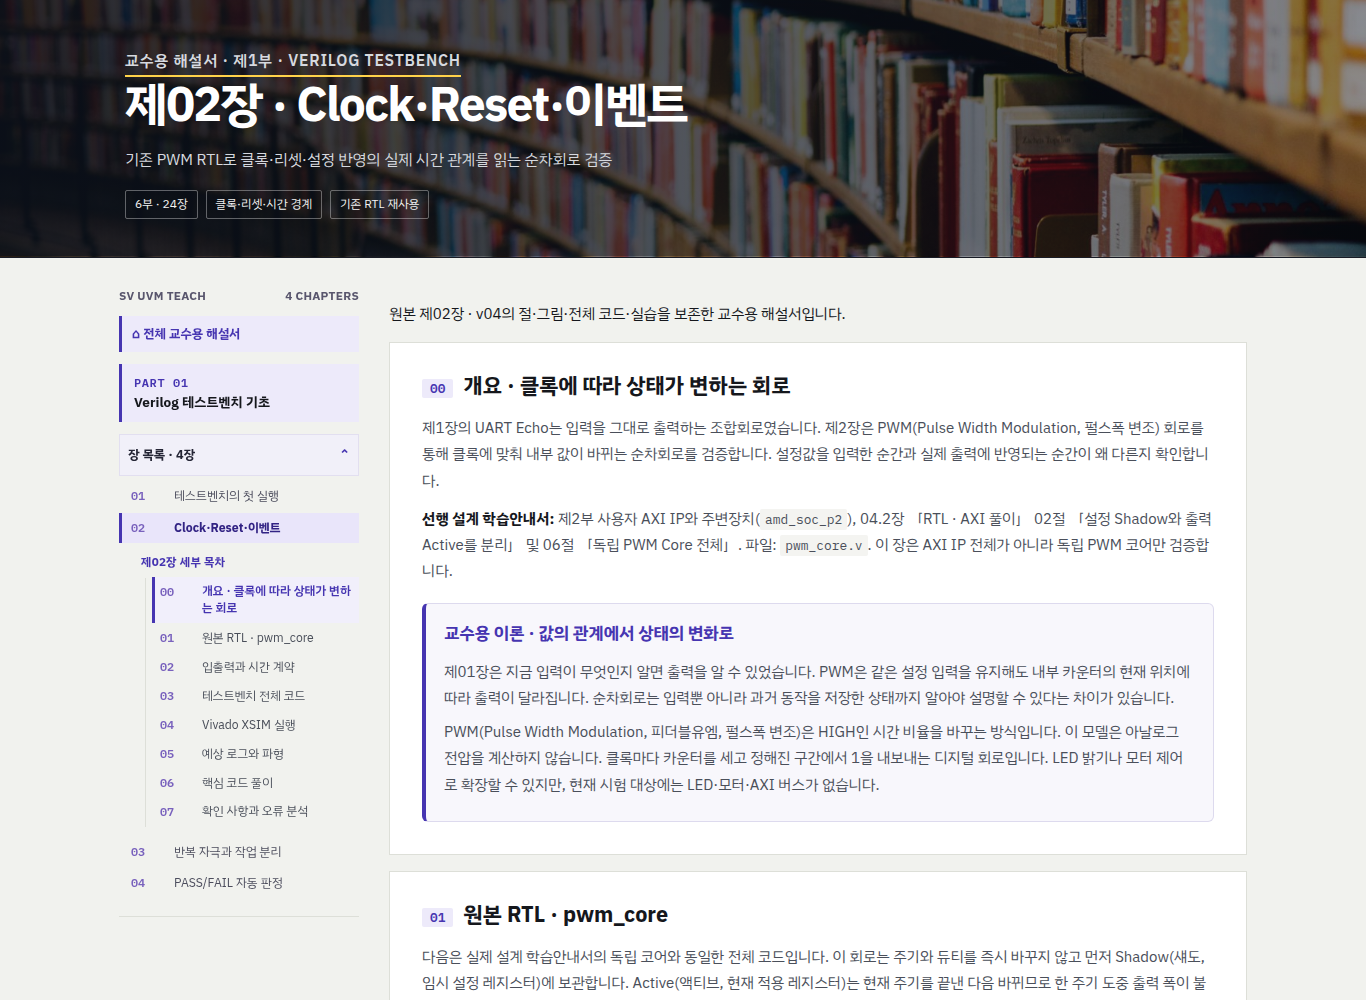 교수용 해설서 · 제1부 · VERILOG TESTBENCH
제02장 · Clock·Reset·이벤트
기존 PWM RTL로 클록·리셋·설정 반영의 실제 시간 관계를 읽는 순차회로 검증
6부 · 24장
클록·리셋·시간 경계
기존 RTL 재사용
SV UVM TEACH
4 CHAPTERS
⌂ 전체 교수용 해설서
PART 01
Verilog 테스트벤치 기초
장 목록 · 4장
01 테스트벤치의 첫 실행
02 Clock·Reset·이벤트
제02장 세부 목차
00 개요 · 클록에 따라 상태가 변하
는 회로
01 원본 RTL · pwm_core
02 입출력과 시간 계약
03 테스트벤치 전체 코드
04 Vivado XSIM 실행
05 예상 로그와 파형
06 핵심 코드 풀이
07 확인 사항과 오류 분석
03 반복 자극과 작업 분리
04 PASS/FAIL 자동 판정
원본 제02장 · v04의 절·그림·전체 코드·실습을 보존한 교수용 해설서입니다.
00 개요 · 클록에 따라 상태가 변하는 회로
제1장의 UART Echo는 입력을 그대로 출력하는 조합회로였습니다. 제2장은 PWM(Pulse Width Modulation, 펄스폭 변조) 회로를
통해 클록에 맞춰 내부 값이 바뀌는 순차회로를 검증합니다. 설정값을 입력한 순간과 실제 출력에 반영되는 순간이 왜 다른지 확인합니
다.
선행 설계 학습안내서: 제2부 사용자 AXI IP와 주변장치( amd_soc_p2 ), 04.2장 「RTL · AXI 풀이」 02절 「설정 Shadow와 출력
Active를 분리」 및 06절 「독립 PWM Core 전체」. 파일: pwm_core.v . 이 장은 AXI IP 전체가 아니라 독립 PWM 코어만 검증합
니다.
교수용 이론 · 값의 관계에서 상태의 변화로
제01장은 지금 입력이 무엇인지 알면 출력을 알 수 있었습니다. PWM은 같은 설정 입력을 유지해도 내부 카운터의 현재 위치에
따라 출력이 달라집니다. 순차회로는 입력뿐 아니라 과거 동작을 저장한 상태까지 알아야 설명할 수 있다는 차이가 있습니다.
PWM(Pulse Width Modulation, 피더블유엠, 펄스폭 변조)은 HIGH인 시간 비율을 바꾸는 방식입니다. 이 모델은 아날로그
전압을 계산하지 않습니다. 클록마다 카운터를 세고 정해진 구간에서 1을 내보내는 디지털 회로입니다. LED 밝기나 모터 제어
로 확장할 수 있지만, 현재 시험 대상에는 LED·모터·AXI 버스가 없습니다.
01 원본 RTL · pwm_core
다음은 실제 설계 학습안내서의 독립 코어와 동일한 전체 코드입니다. 이 회로는 주기와 듀티를 즉시 바꾸지 않고 먼저 Shadow(섀도,
임시 설정 레지스터)에 보관합니다. Active(액티브, 현재 적용 레지스터)는 현재 주기를 끝낸 다음 바뀌므로 한 주기 도중 출력 폭이 불